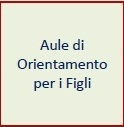 Aule di
Orientamento
per i Figli